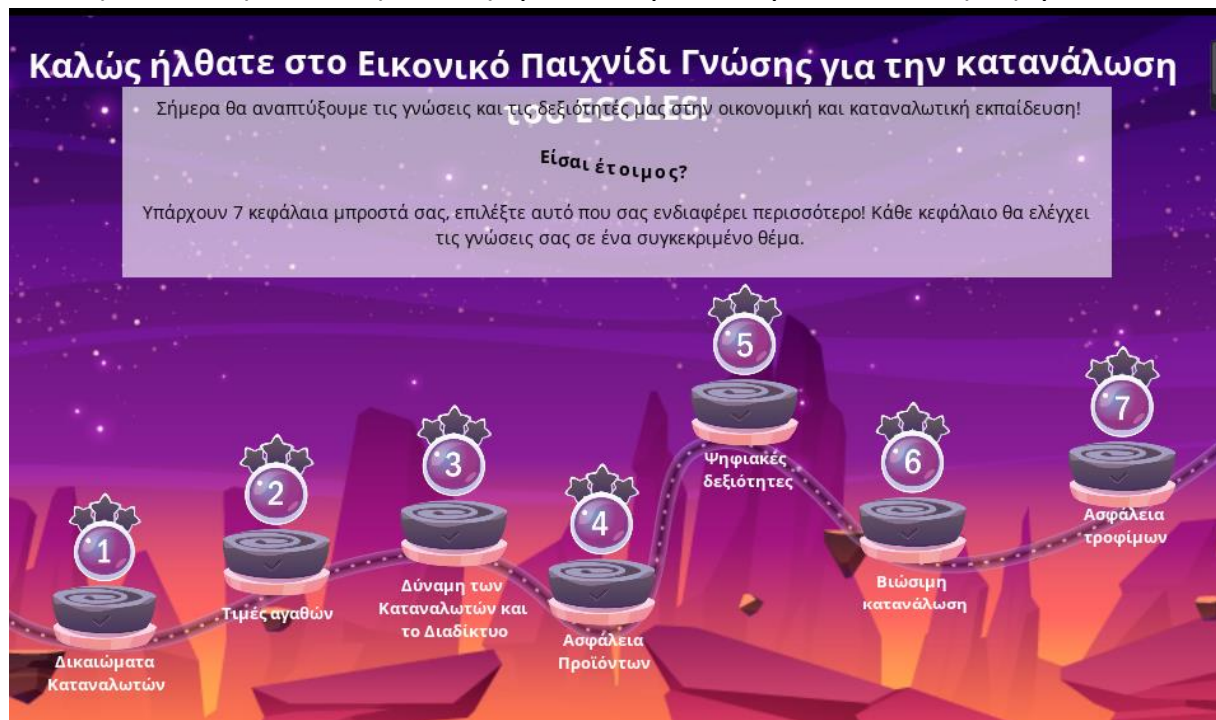 Καλώς ήλθατε στο Εικονικό Παιχνίδι Γνώσης για την κατανάλωση
του ECOLESI
Σήμερα θα αναπτύξουμε τις γνώσεις και τις δεξιότητές μας στην οικονομική και καταναλωτική εκπαίδευση!
Είσαι έτοιμος?
Υπάρχουν 7 κεφάλαια μπροστά σας, επιλέξτε αυτό που σας ενδιαφέρει περισσότερο! Κάθε κεφάλαιο θα ελέγχει
τις γνώσεις σας σε ένα συγκεκριμένο θέμα.
1
Δικαιώματα
Καταναλωτών
2
Τιμές αγαθών
3
Δύναμη των
Καταναλωτών και
το Διαδίκτυο
4
Ασφάλεια
Προϊόντων
5
Ψηφιακές
δεξιότητες
6
Βιώσιμη
κατανάλωση
7
Ασφάλεια
τροφίμων